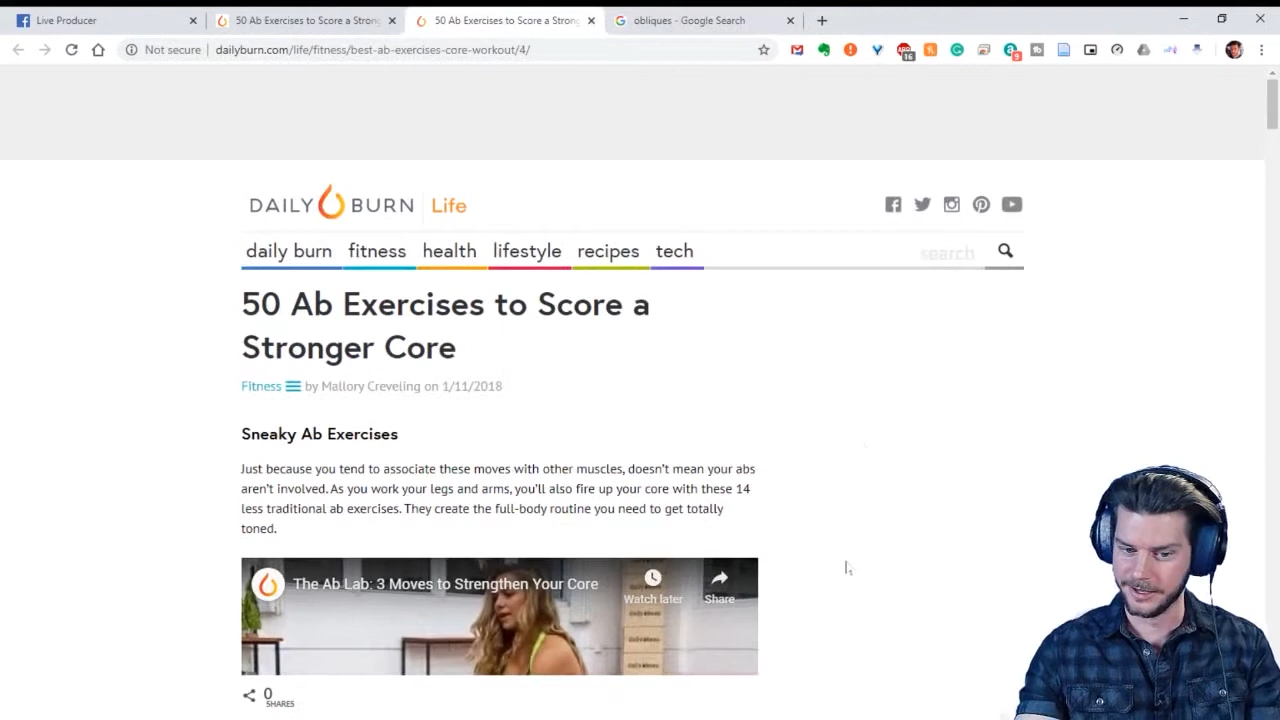 Live Producer
50 Ab Exercises to Score a Strong
50 Ab Exercises to Score a Strong
obliques - Google Search
Not secure | dailyburn.com/life/fitness/best-ab-exercises-core-workout/4/
16
9
DAILY BURN Life
daily burn fitness health lifestyle recipes tech
search
50 Ab Exercises to Score a
Stronger Core
Fitness by Mallory Creveling on 1/11/2018
Sneaky Ab Exercises
Just because you tend to associate these moves with other muscles, doesn't mean your abs
aren't involved. As you work your legs and arms, you'll also fire up your core with these 14
less traditional ab exercises. They create the full-body routine you need to get totally
toned.
The Ab Lab: 3 Moves to Strengthen Your Core
Watch later
Share
0
SHARES